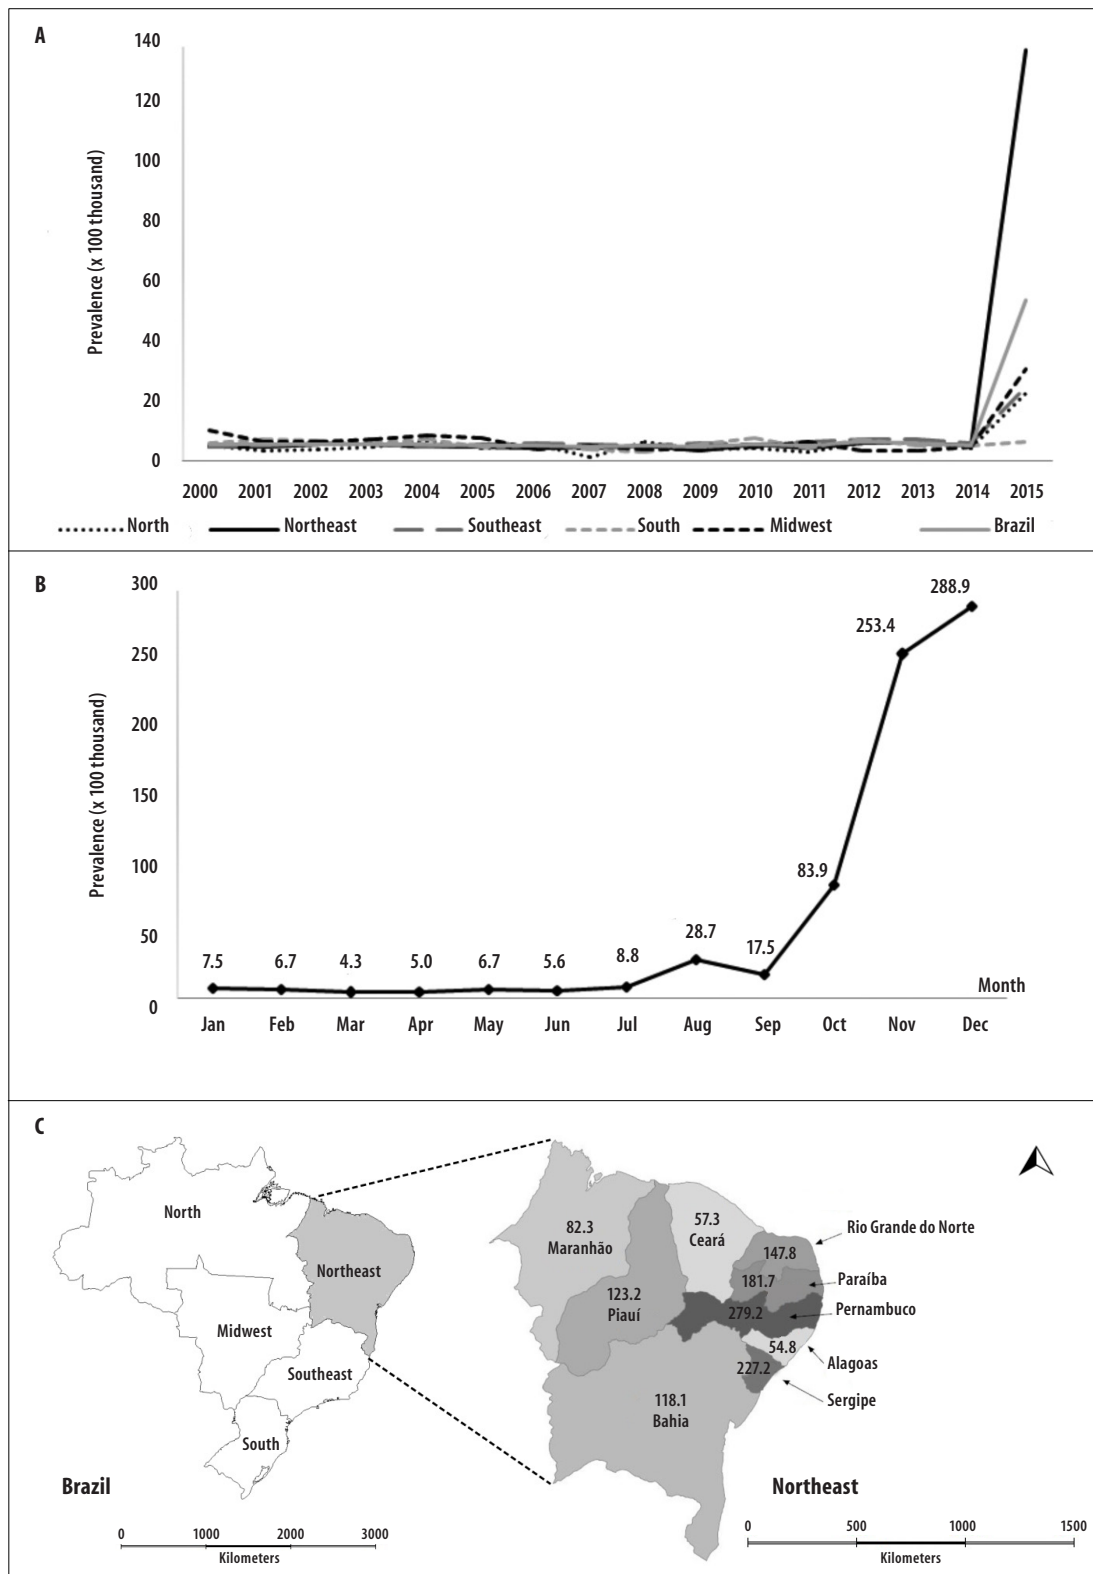 A
140
120
100
80
60
40
20
0
Prevalence (x 100 thousand)
2000 2001 2002 2003 2004 2005 2006 2007 2008 2009 2010 2011 2012 2013 2014 2015
North Northeast Southeast South Midwest Brazil
B
300
250
200
150
100
50
0
Prevalence (x 100 thousand)
7.5 6.7 4.3 5.0 6.7 5.6 8.8 28.7 17.5 83.9 253.4 288.9
Month
Jan Feb Mar Apr May Jun Jul Aug Sep Oct Nov Dec
C
North
Northeast
Midwest
Southeast
South
Brazil
0 1000 2000 3000
Kilometers
82.3
Maranhão
57.3
Ceará
123.2
Piauí
147.8
Rio Grande do Norte
181.7
Paraíba
279.2
Pernambuco
54.8
Alagoas
227.2
Sergipe
118.1
Bahia
Northeast
0 500 1000 1500
Kilometers